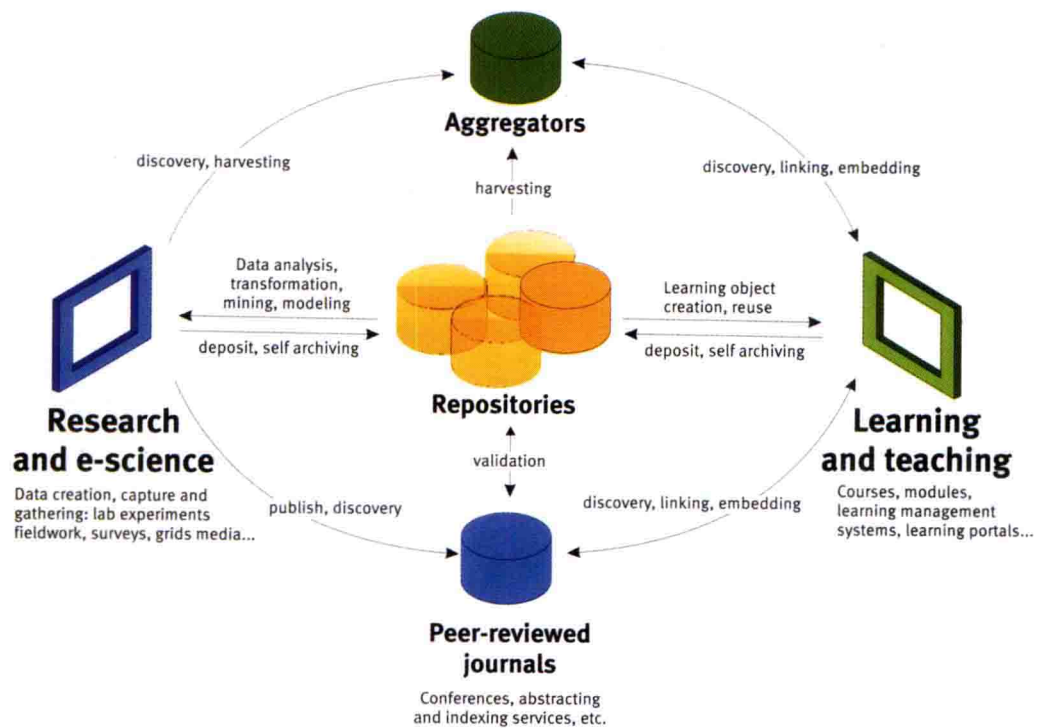 Aggregators
discovery, harvesting
discovery, linking, embedding
harvesting
Data analysis,
transformation,
mining, modeling
Learning object
creation, reuse
deposit, self archiving
deposit, self archiving
Repositories
Research
and e-science
Data creation, capture and
gathering: lab experiments
fieldwork, surveys, grids media...
Learning
and teaching
Courses, modules,
learning management
systems, learning portals...
validation
publish, discovery
discovery, linking, embedding
Peer-reviewed
journals
Conferences, abstracting
and indexing services, etc.